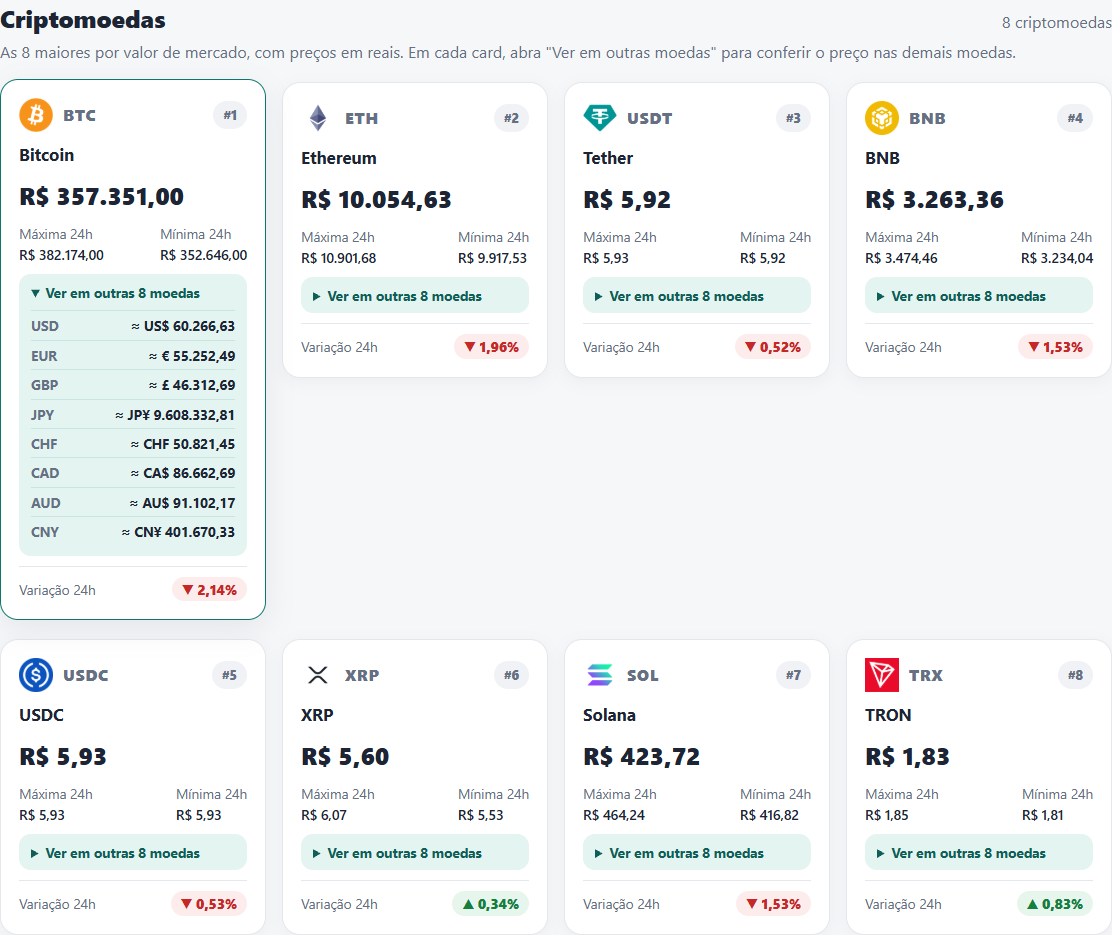 Criptomoedas
8 criptomoedas
As 8 maiores por valor de mercado, com preços em reais. Em cada card, abra "Ver em outras moedas" para conferir o preço nas demais moedas.
BTC #1
Bitcoin
R$ 357.351,00
Máxima 24h Mínima 24h
R$ 382.174,00 R$ 352.646,00
▼ Ver em outras 8 moedas
USD ≈ US$ 60.266,63
EUR ≈ € 55.252,49
GBP ≈ £ 46.312,69
JPY ≈ JP¥ 9.608.332,81
CHF ≈ CHF 50.821,45
CAD ≈ CA$ 86.662,69
AUD ≈ AU$ 91.102,17
CNY ≈ CN¥ 401.670,33
Variação 24h ▼ 2,14%
ETH #2
Ethereum
R$ 10.054,63
Máxima 24h Mínima 24h
R$ 10.901,68 R$ 9.917,53
▶ Ver em outras 8 moedas
Variação 24h ▼ 1,96%
USDT #3
Tether
R$ 5,92
Máxima 24h Mínima 24h
R$ 5,93 R$ 5,92
▶ Ver em outras 8 moedas
Variação 24h ▼ 0,52%
BNB #4
BNB
R$ 3.263,36
Máxima 24h Mínima 24h
R$ 3.474,46 R$ 3.234,04
▶ Ver em outras 8 moedas
Variação 24h ▼ 1,53%
USDC #5
USDC
R$ 5,93
Máxima 24h Mínima 24h
R$ 5,93 R$ 5,93
▶ Ver em outras 8 moedas
Variação 24h ▼ 0,53%
XRP #6
XRP
R$ 5,60
Máxima 24h Mínima 24h
R$ 6,07 R$ 5,53
▶ Ver em outras 8 moedas
Variação 24h ▲ 0,34%
SOL #7
Solana
R$ 423,72
Máxima 24h Mínima 24h
R$ 464,24 R$ 416,82
▶ Ver em outras 8 moedas
Variação 24h ▼ 1,53%
TRX #8
TRON
R$ 1,83
Máxima 24h Mínima 24h
R$ 1,85 R$ 1,81
▶ Ver em outras 8 moedas
Variação 24h ▲ 0,83%